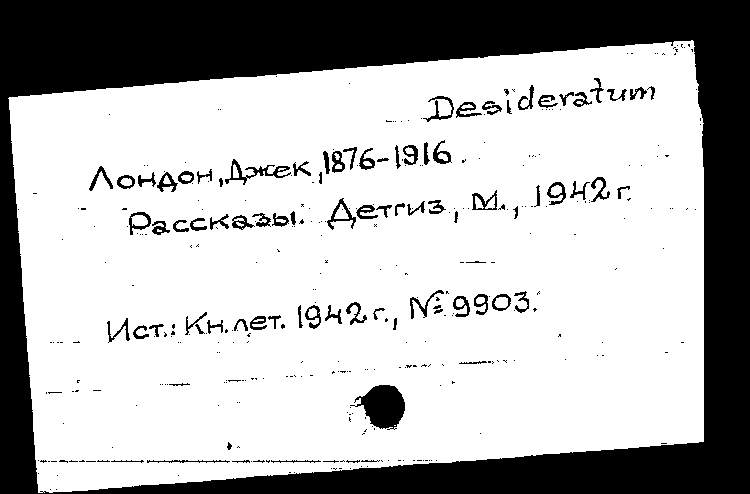 Desideratum
Лондон, Джек, 1876-1916.
Рассказы. Детгиз, М., 1942 г.
Ист.: Кн. лет. 1942 г., № 9903.